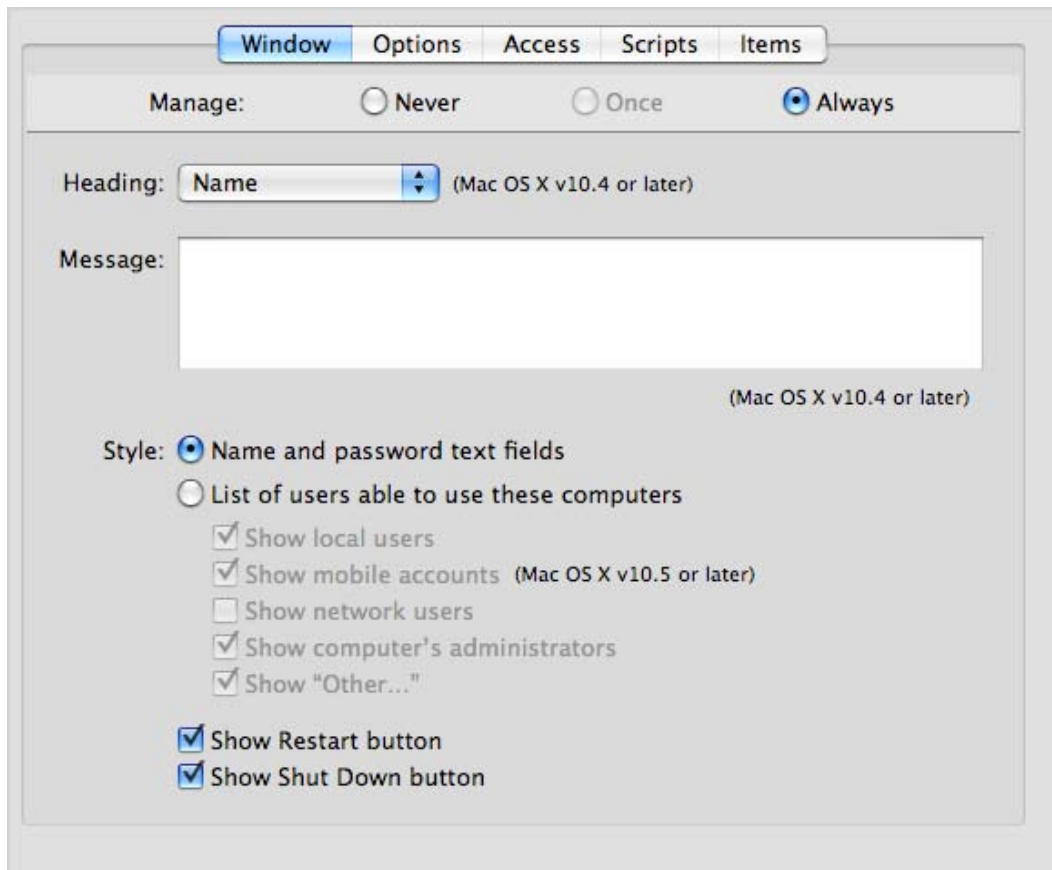 Window Options Access Scripts Items
Manage: Never Once Always
Heading: Name (Mac OS X v10.4 or later)
Message:
(Mac OS X v10.4 or later)
Style: Name and password text fields
List of users able to use these computers
Show local users
Show mobile accounts (Mac OS X v10.5 or later)
Show network users
Show computer's administrators
Show “Other...”
Show Restart button
Show Shut Down button